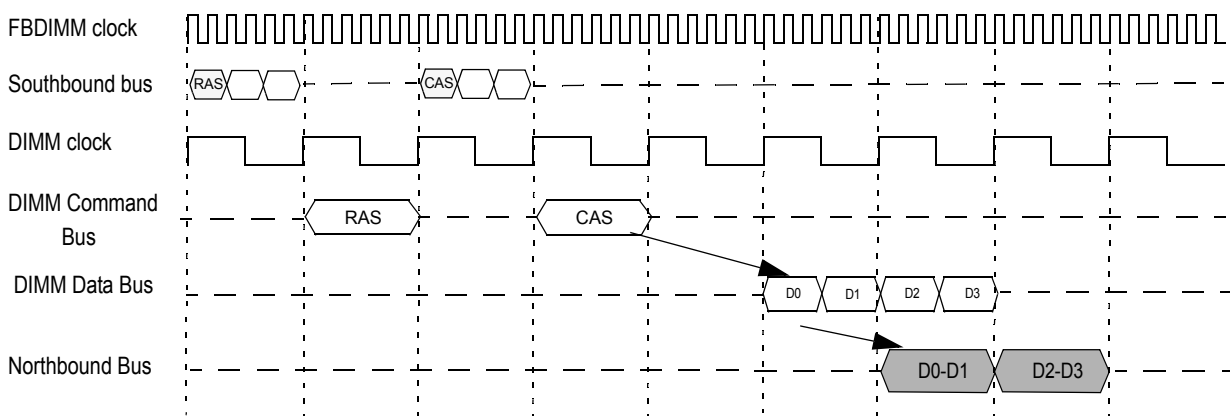 FBDIMM clock
Southbound bus
RAS
CAS
DIMM clock
DIMM Command
Bus
RAS
CAS
DIMM Data Bus
D0
D1
D2
D3
Northbound Bus
D0-D1
D2-D3